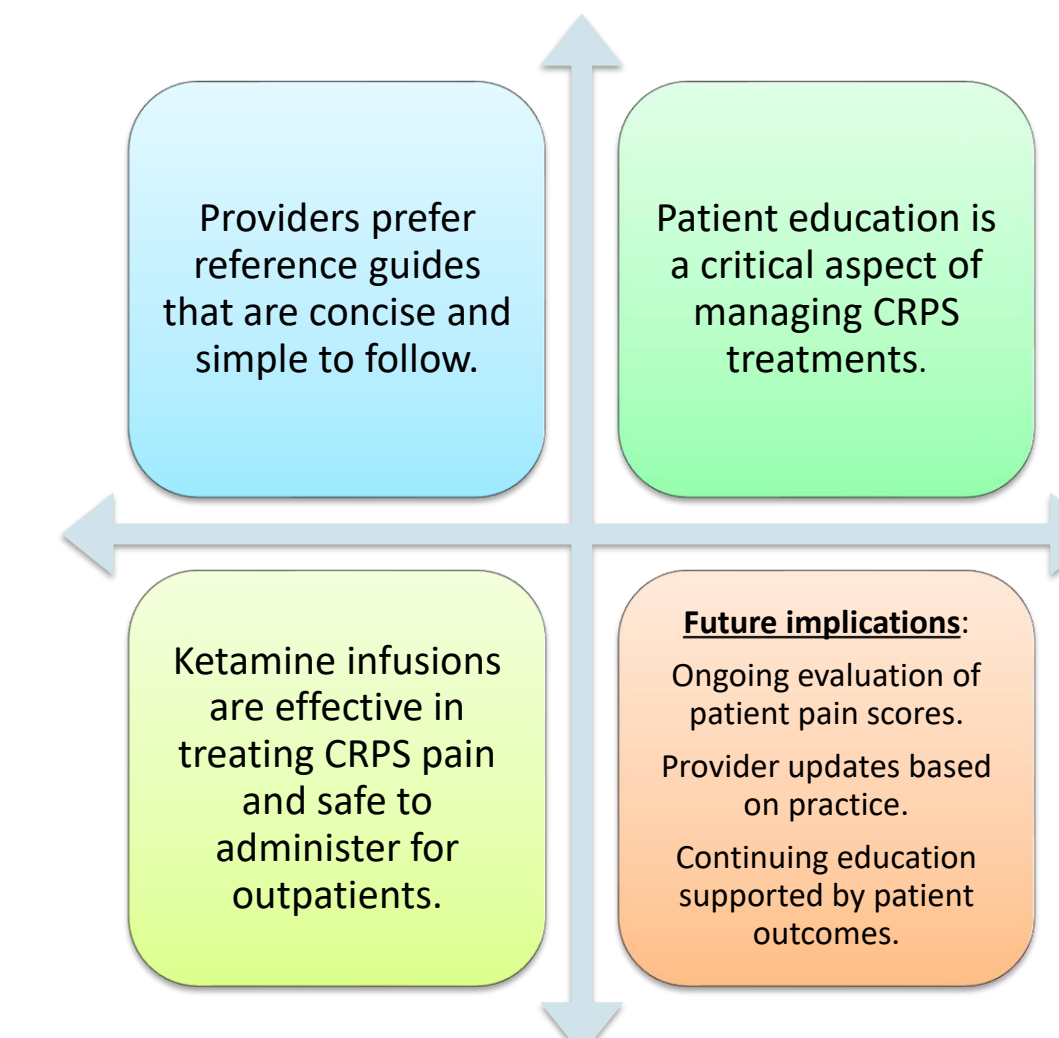 Providers prefer
reference guides
that are concise and
simple to follow.
Patient education is
a critical aspect of
managing CRPS
treatments.
Ketamine infusions
are effective in
treating CRPS pain
and safe to
administer for
outpatients.
Future implications:
Ongoing evaluation of
patient pain scores.
Provider updates based
on practice.
Continuing education
supported by patient
outcomes.